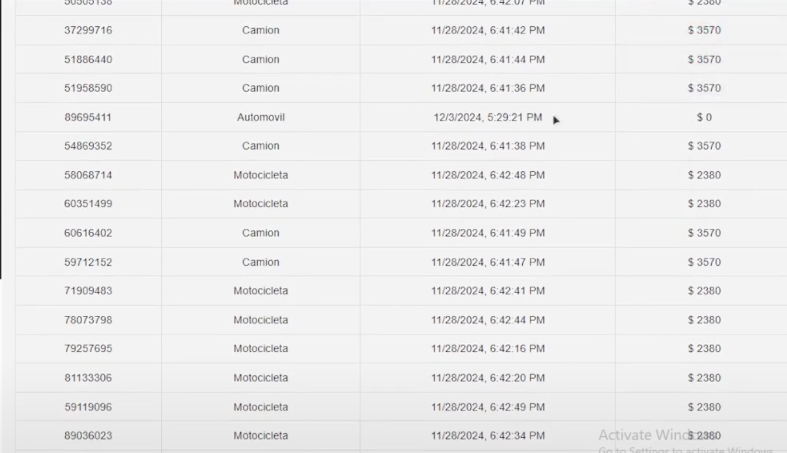 50505138 Motocicleta 11/28/2024, 6:42:07 PM $ 2380
37299716 Camion 11/28/2024, 6:41:42 PM $ 3570
51886440 Camion 11/28/2024, 6:41:44 PM $ 3570
51958590 Camion 11/28/2024, 6:41:36 PM $ 3570
89695411 Automovil 12/3/2024, 5:29:21 PM $ 0
54869352 Camion 11/28/2024, 6:41:38 PM $ 3570
58068714 Motocicleta 11/28/2024, 6:42:48 PM $ 2380
60351499 Motocicleta 11/28/2024, 6:42:23 PM $ 2380
60616402 Camion 11/28/2024, 6:41:49 PM $ 3570
59712152 Camion 11/28/2024, 6:41:47 PM $ 3570
71909483 Motocicleta 11/28/2024, 6:42:41 PM $ 2380
78073798 Motocicleta 11/28/2024, 6:42:44 PM $ 2380
79257695 Motocicleta 11/28/2024, 6:42:16 PM $ 2380
81133306 Motocicleta 11/28/2024, 6:42:20 PM $ 2380
59119096 Motocicleta 11/28/2024, 6:42:49 PM $ 2380
89036023 Motocicleta 11/28/2024, 6:42:34 PM $ 2380
Activate Windows
Go to Settings to activate Windows.